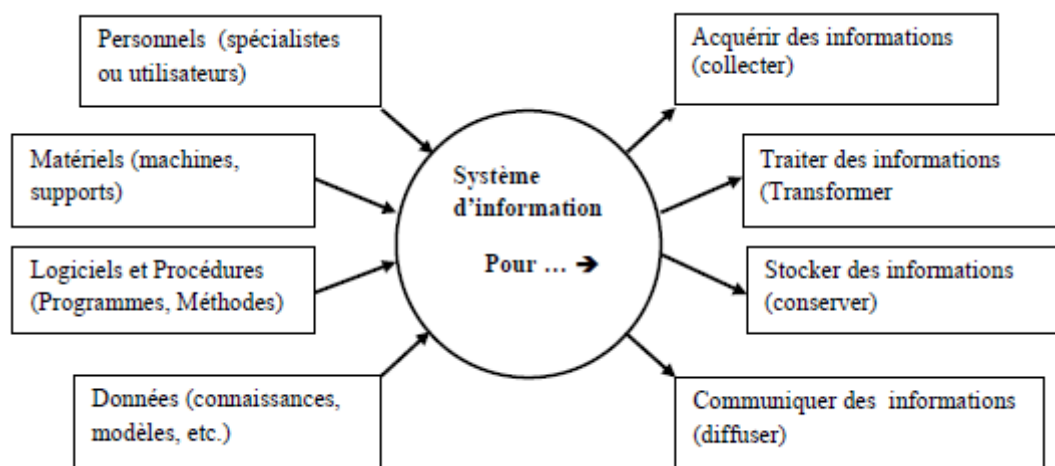 Personnels (spécialistes
ou utilisateurs)
Matériels (machines,
supports)
Logiciels et Procédures
(Programmes, Méthodes)
Données (connaissances,
modèles, etc.)
Système
d'information
Pour ... ➔
Acquérir des informations
(collecter)
Traiter des informations
(Transformer
Stocker des informations
(conserver)
Communiquer des informations
(diffuser)